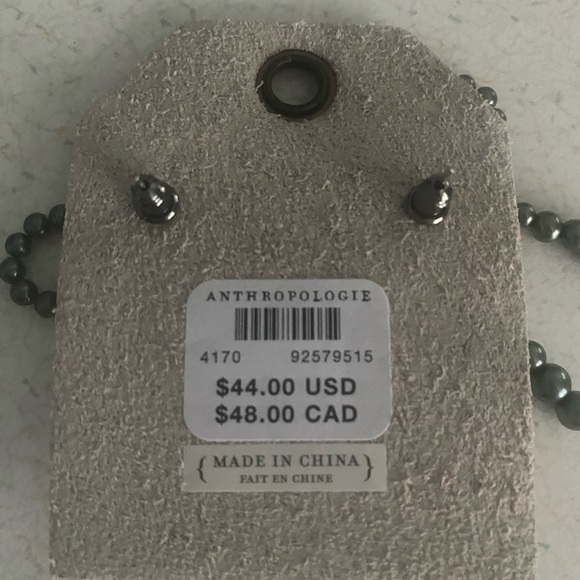 ANTHROPOLOGIE
4170 92579515
$44.00 USD
$48.00 CAD
{ MADE IN CHINA }
FAIT EN CHINE